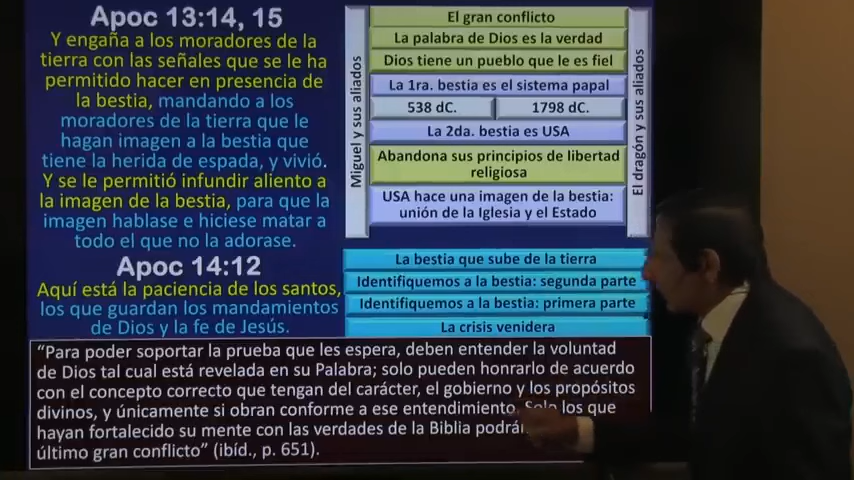 Apoc 13:14, 15
Y engaña a los moradores de la
tierra con las señales que se le ha
permitido hacer en presencia de
la bestia, mandando a los
moradores de la tierra que le
hagan imagen a la bestia que
tiene la herida de espada, y vivió.
Y se le permitió infundir aliento a
la imagen de la bestia, para que la
imagen hablase e hiciese matar a
todo el que no la adorase.
Apoc 14:12
Aquí está la paciencia de los santos,
los que guardan los mandamientos
de Dios y la fe de Jesús.
Miguel y sus aliados
El gran conflicto
La palabra de Dios es la verdad
Dios tiene un pueblo que le es fiel
La 1ra. bestia es el sistema papal
538 dC.
1798 dC.
La 2da. bestia es USA
Abandona sus principios de libertad
religiosa
USA hace una imagen de la bestia:
unión de la Iglesia y el Estado
El dragón y sus aliados
La bestia que sube de la tierra
Identifiquemos a la bestia: segunda parte
Identifiquemos a la bestia: primera parte
La crisis venidera
“Para poder soportar la prueba que les espera, deben entender la voluntad
de Dios tal cual está revelada en su Palabra; solo pueden honrarlo de acuerdo
con el concepto correcto que tengan del carácter, el gobierno y los propósitos
divinos, y únicamente si obran conforme a ese entendimiento. Solo los que
hayan fortalecido su mente con las verdades de la Biblia
último gran conflicto” (ibíd., p. 651).